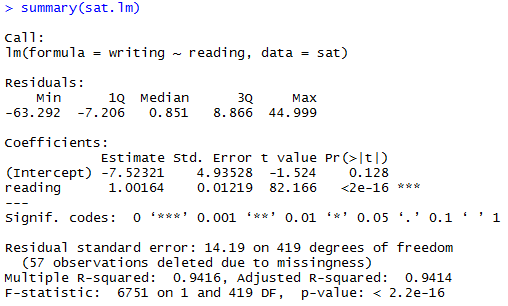 > summary(sat.lm)
Call:
lm(formula = writing ~ reading, data = sat)
Residuals:
    Min      1Q  Median      3Q     Max
-63.292  -7.206   0.851   8.866  44.999
Coefficients:
            Estimate Std. Error t value Pr(>|t|)
(Intercept) -7.52321    4.93528  -1.524    0.128
reading      1.00164    0.01219  82.166   <2e-16 ***
---
Signif. codes:  0 ‘***’ 0.001 ‘**’ 0.01 ‘*’ 0.05 ‘.’ 0.1 ‘ ’ 1
Residual standard error: 14.19 on 419 degrees of freedom
  (57 observations deleted due to missingness)
Multiple R-squared:  0.9416, Adjusted R-squared:  0.9414
F-statistic:  6751 on 1 and 419 DF,  p-value: < 2.2e-16